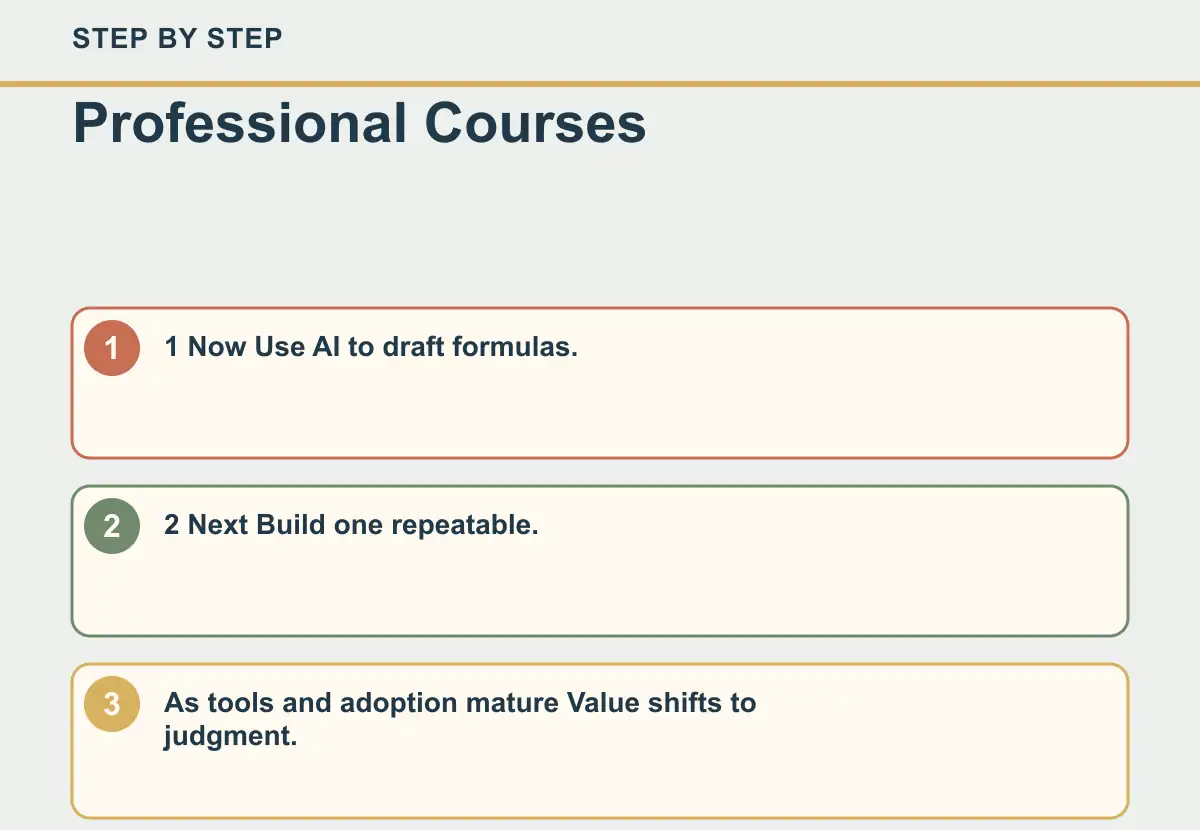 STEP BY STEP
Professional Courses
1
1 Now Use AI to draft formulas.
2
2 Next Build one repeatable.
3
As tools and adoption mature Value shifts to
judgment.